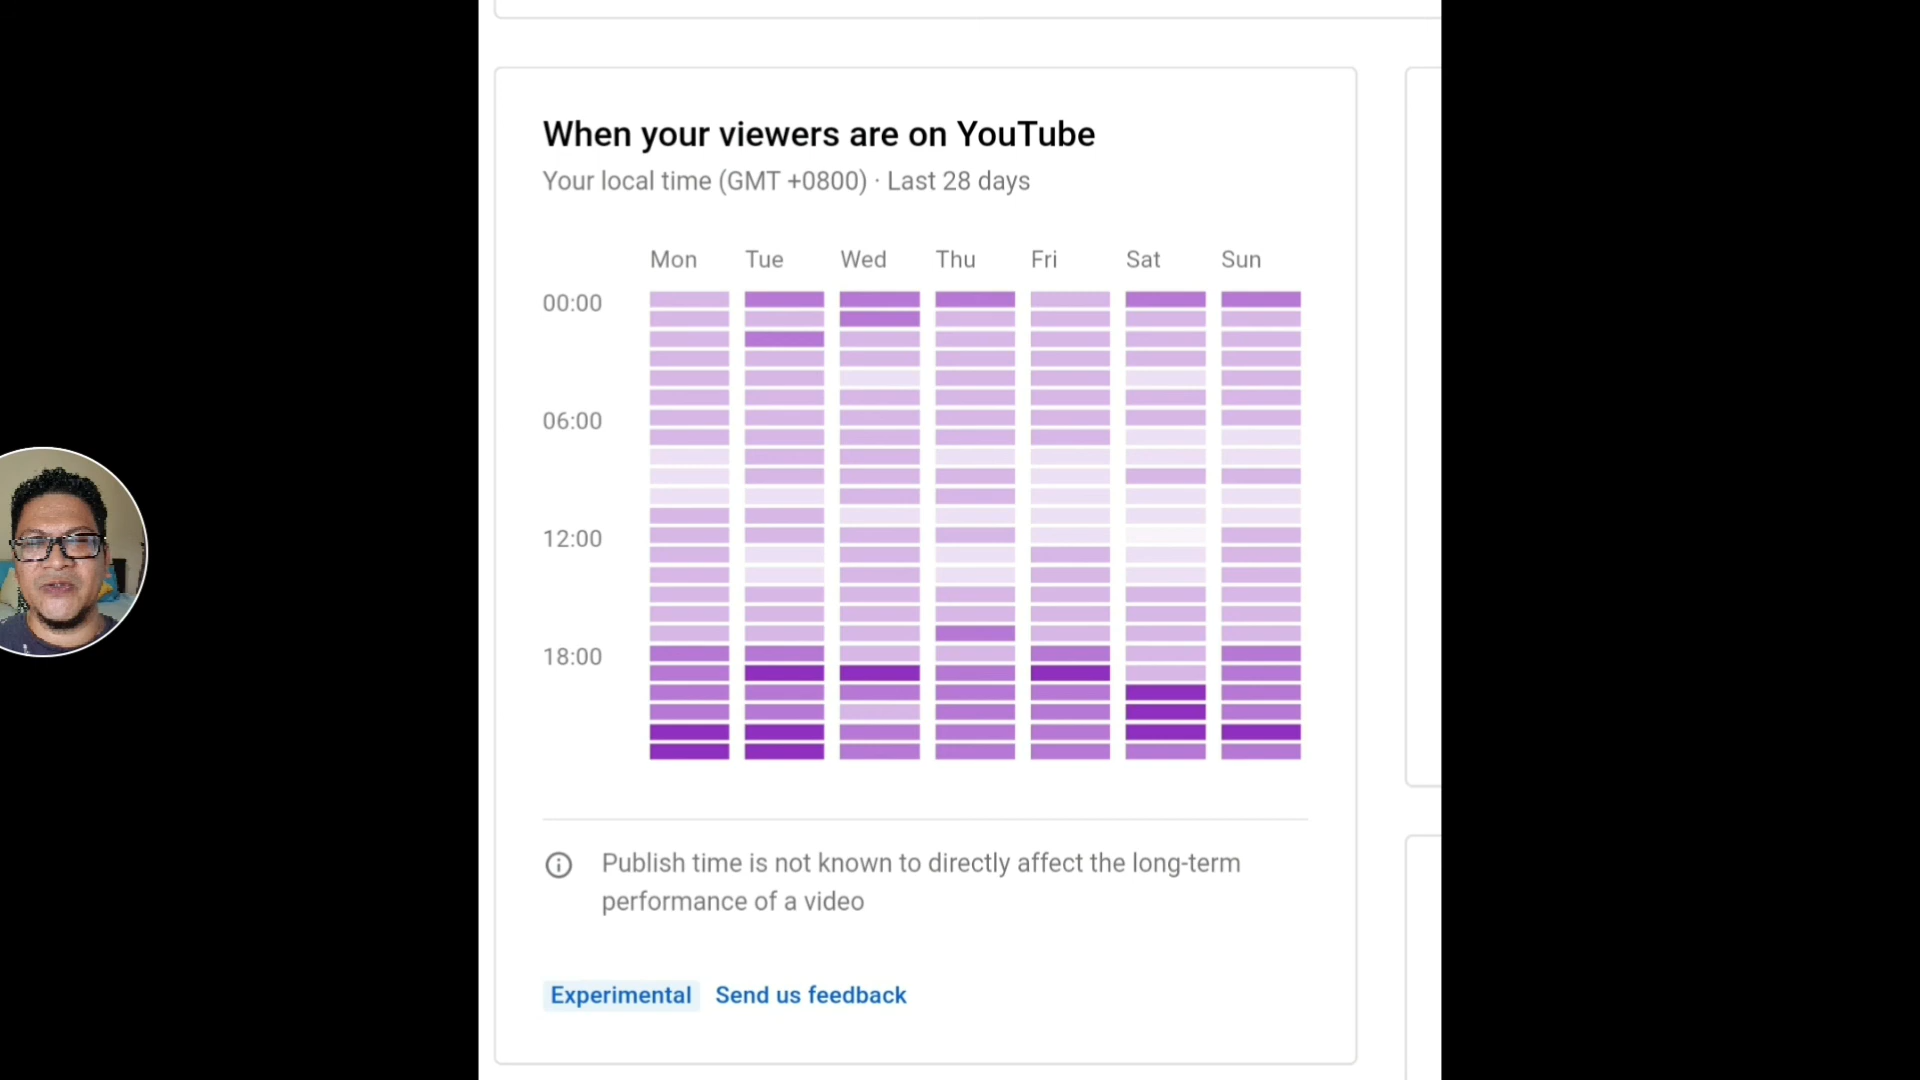 When your viewers are on YouTube
Your local time (GMT +0800) · Last 28 days
Mon Tue Wed Thu Fri Sat Sun
00:00
06:00
12:00
18:00
Publish time is not known to directly affect the long-term
performance of a video
Experimental Send us feedback